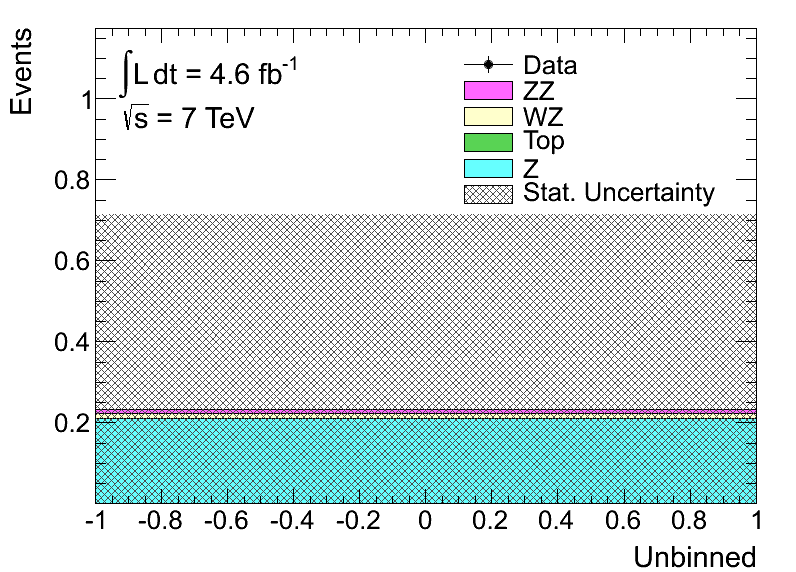 Events
∫L dt = 4.6 fb⁻¹
√s = 7 TeV
Data
ZZ
WZ
Top
Z
Stat. Uncertainty
1
0.8
0.6
0.4
0.2
-1 -0.8 -0.6 -0.4 -0.2 0 0.2 0.4 0.6 0.8 1
Unbinned